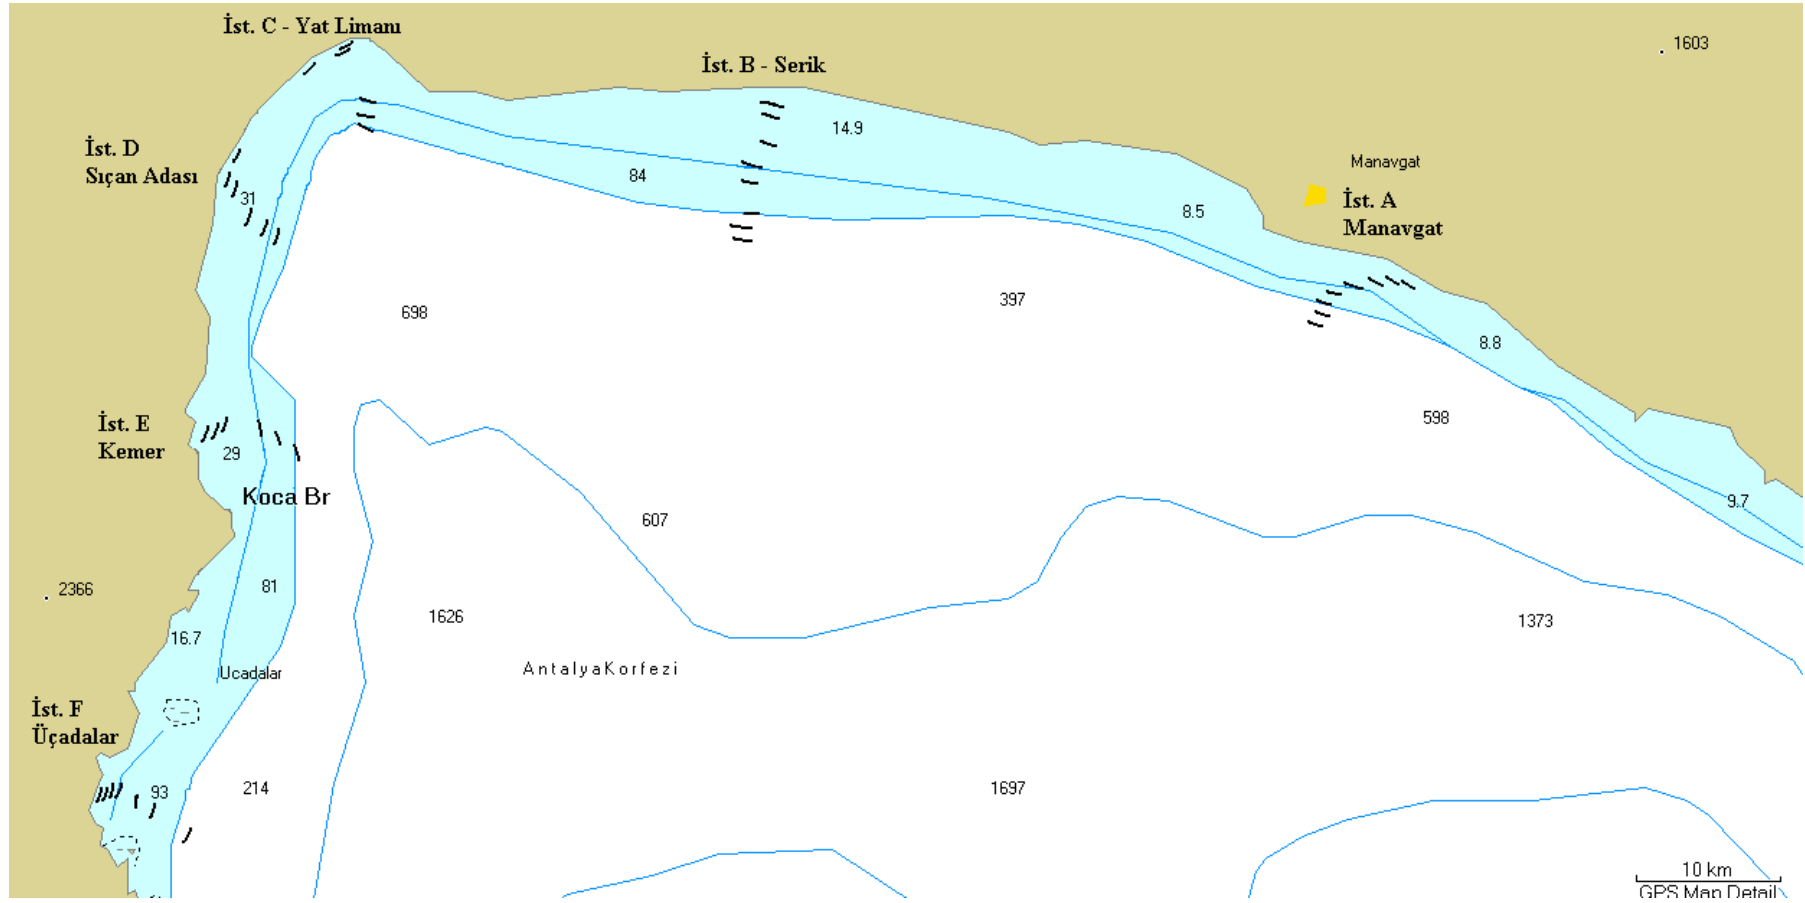 İst. C - Yat Limanı
1603
İst. B - Serik
14.9
İst. D
Sıçan Adası
Manavgat
84
31
İst. A
Manavgat
8.5
397
698
8.8
598
İst. E
Kemer
29
Koca Br
9.7
607
2366
81
1626
1373
16.7
Ucadalar
AntalyaKorfezi
İst. F
Üçadalar
93
214
1697
10 km
GPS Map Detail